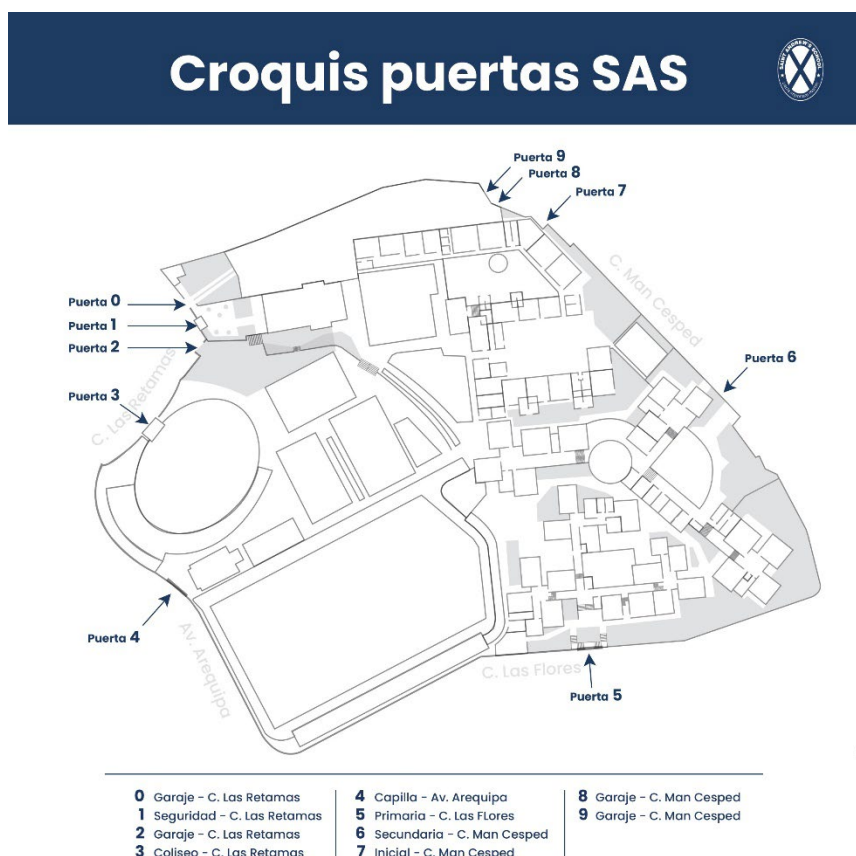 Croquis puertas SAS
SAINT ANDREW'S SCHOOL
Puerta 9
Puerta 8
Puerta 7
C. Man Cesped
Puerta 0
Puerta 1
Puerta 2
Puerta 6
C. Las Retamas
Puerta 3
Puerta 4
Av. Arequipa
C. Las Flores
Puerta 5
0 Garaje - C. Las Retamas
1 Seguridad - C. Las Retamas
2 Garaje - C. Las Retamas
3 Coliseo - C. Las Retamas
4 Capilla - Av. Arequipa
5 Primaria - C. Las FLores
6 Secundaria - C. Man Cesped
7 Inicial - C. Man Cesped
8 Garaje - C. Man Cesped
9 Garaje - C. Man Cesped